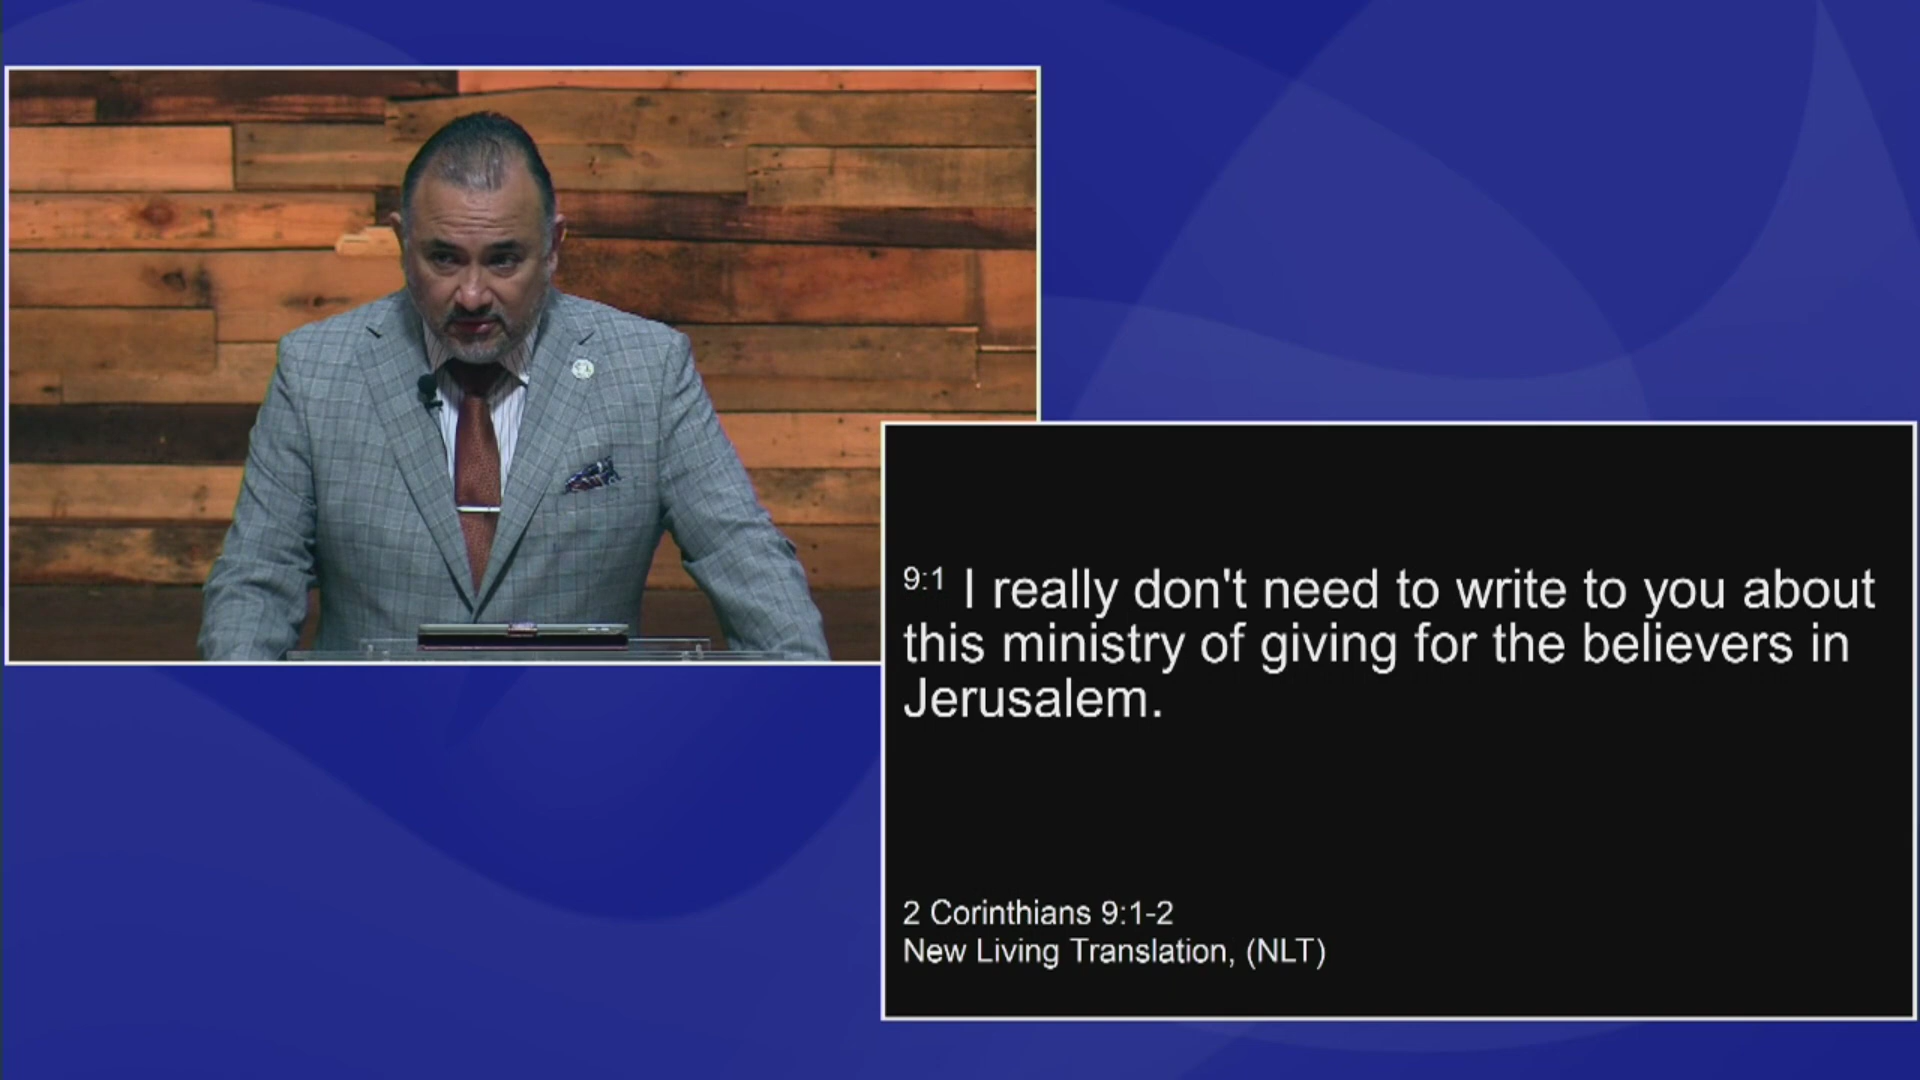 9:1 I really don't need to write to you about
this ministry of giving for the believers in
Jerusalem.
2 Corinthians 9:1-2
New Living Translation, (NLT)